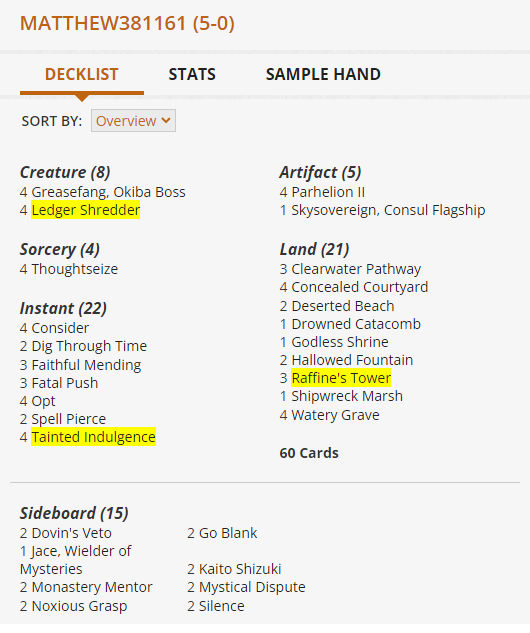 MATTHEW381161 (5-0)
DECKLIST
STATS
SAMPLE HAND
SORT BY:
Overview
Creature (8)
4 Greasefang, Okiba Boss
4 Ledger Shredder
Sorcery (4)
4 Thoughtseize
Instant (22)
4 Consider
2 Dig Through Time
3 Faithful Mending
3 Fatal Push
4 Opt
2 Spell Pierce
4 Tainted Indulgence
Artifact (5)
4 Parhelion II
1 Skysovereign, Consul Flagship
Land (21)
3 Clearwater Pathway
4 Concealed Courtyard
2 Deserted Beach
1 Drowned Catacomb
1 Godless Shrine
2 Hallowed Fountain
3 Raffine's Tower
1 Shipwreck Marsh
4 Watery Grave
60 Cards
Sideboard (15)
2 Dovin's Veto
1 Jace, Wielder of
Mysteries
2 Monastery Mentor
2 Noxious Grasp
2 Go Blank
2 Kaito Shizuki
2 Mystical Dispute
2 Silence